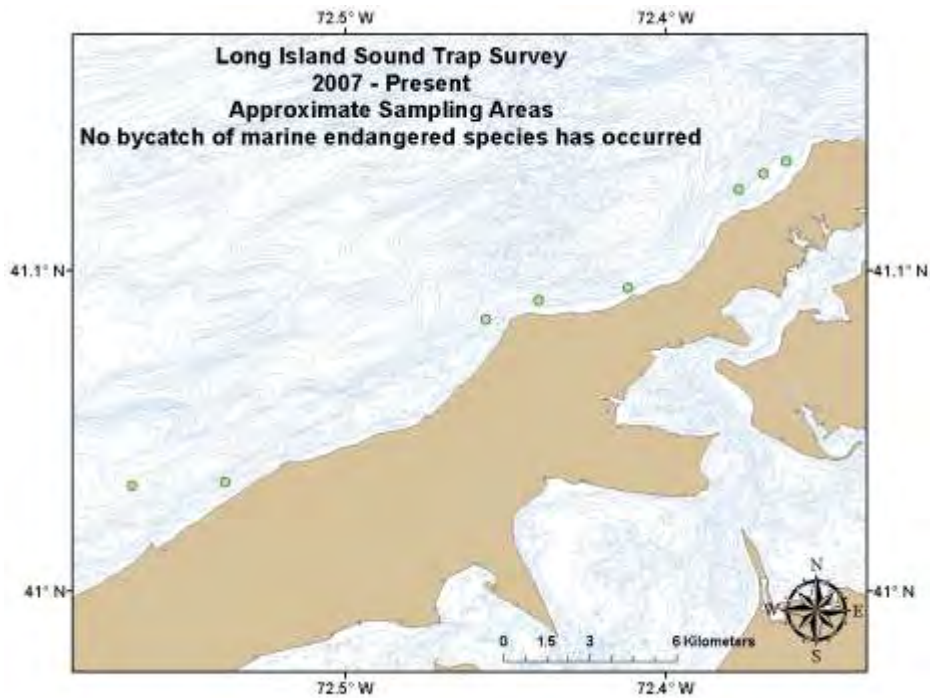 72.5° W
72.4° W
Long Island Sound Trap Survey
2007 - Present
Approximate Sampling Areas
No bycatch of marine endangered species has occurred
41.1° N
41.1° N
41° N
41° N
N
W
E
S
0 1.5 3 6 Kilometers
72.5° W
72.4° W